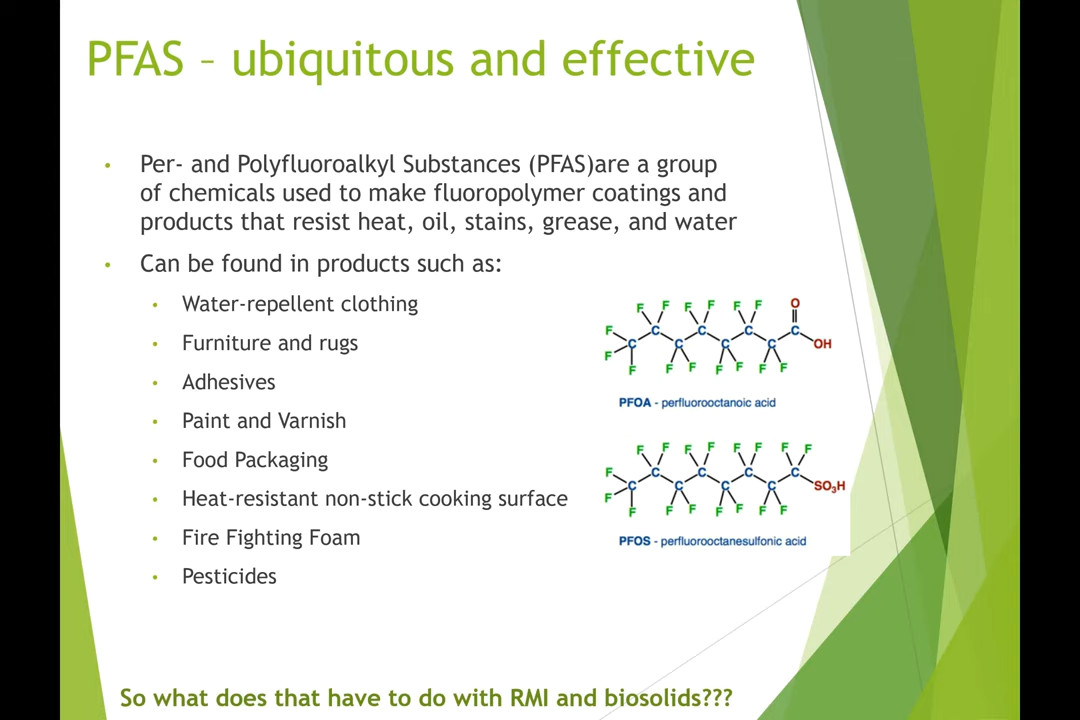 PFAS – ubiquitous and effective
• Per- and Polyfluoroalkyl Substances (PFAS)are a group
of chemicals used to make fluoropolymer coatings and
products that resist heat, oil, stains, grease, and water
• Can be found in products such as:
• Water-repellent clothing
• Furniture and rugs
• Adhesives
• Paint and Varnish
• Food Packaging
• Heat-resistant non-stick cooking surface
• Fire Fighting Foam
• Pesticides
F F F F F F O
F C C C C
F C C C C OH
F F F F F F F
PFOA - perfluorooctanoic acid
F F F F F F F F
F C C C C
F C C C C SO₃H
F F F F F F F
PFOS - perfluorooctanesulfonic acid
So what does that have to do with RMI and biosolids???